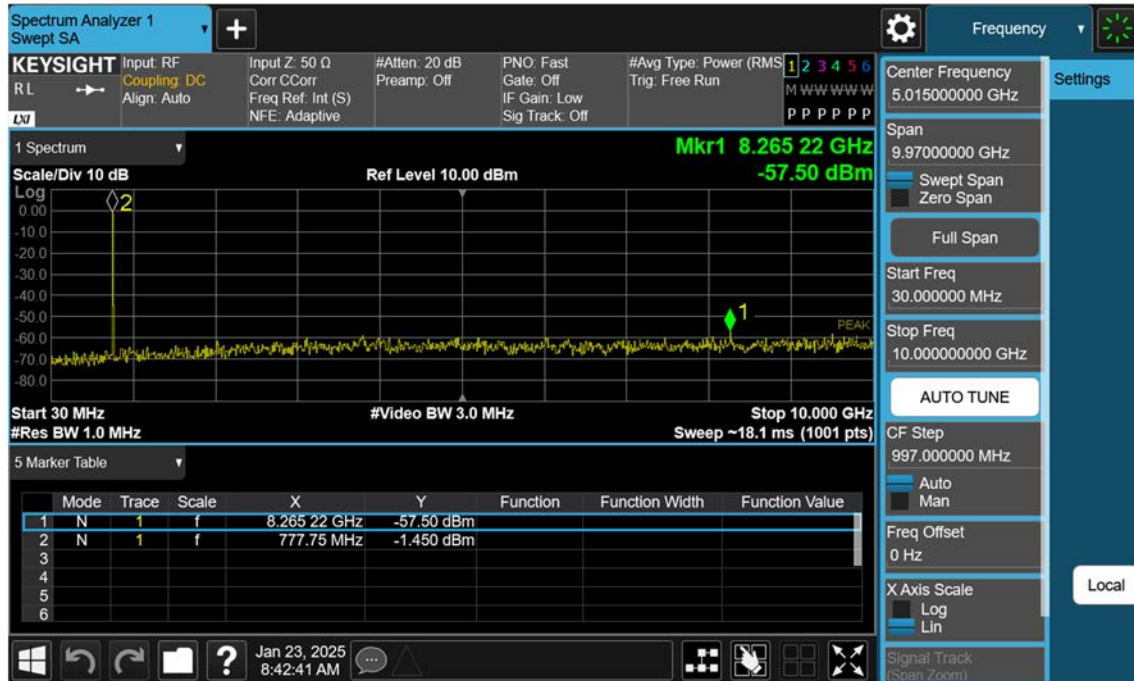 Spectrum Analyzer 1
Swept SA
+
Frequency
KEYSIGHT
RL
LXI
Input: RF
Coupling: DC
Align: Auto
Input Z: 50 Ω
Corr CCorr
Freq Ref: Int (S)
NFE: Adaptive
#Atten: 20 dB
Preamp: Off
PNO: Fast
Gate: Off
IF Gain: Low
Sig Track: Off
#Avg Type: Power (RMS
Trig: Free Run
1 2 3 4 5 6
M W W W W W
P P P P P P
Center Frequency
5.015000000 GHz
Settings
Span
9.97000000 GHz
Swept Span
Zero Span
Full Span
Start Freq
30.000000 MHz
Stop Freq
10.000000000 GHz
AUTO TUNE
CF Step
997.000000 MHz
Auto
Man
Freq Offset
0 Hz
X Axis Scale
Log
Lin
Signal Track
(Span Zoom)
Local
1 Spectrum
Mkr1 8.265 22 GHz
-57.50 dBm
Scale/Div 10 dB
Ref Level 10.00 dBm
Log
0.00
-10.0
-20.0
-30.0
-40.0
-50.0
-60.0
-70.0
-80.0
2
1
PEAK
Start 30 MHz
#Video BW 3.0 MHz
Stop 10.000 GHz
#Res BW 1.0 MHz
Sweep ~18.1 ms (1001 pts)
5 Marker Table
Mode Trace Scale X Y Function Function Width Function Value
1 N 1 f 8.265 22 GHz -57.50 dBm
2 N 1 f 777.75 MHz -1.450 dBm
3
4
5
6
?
Jan 23, 2025
8:42:41 AM